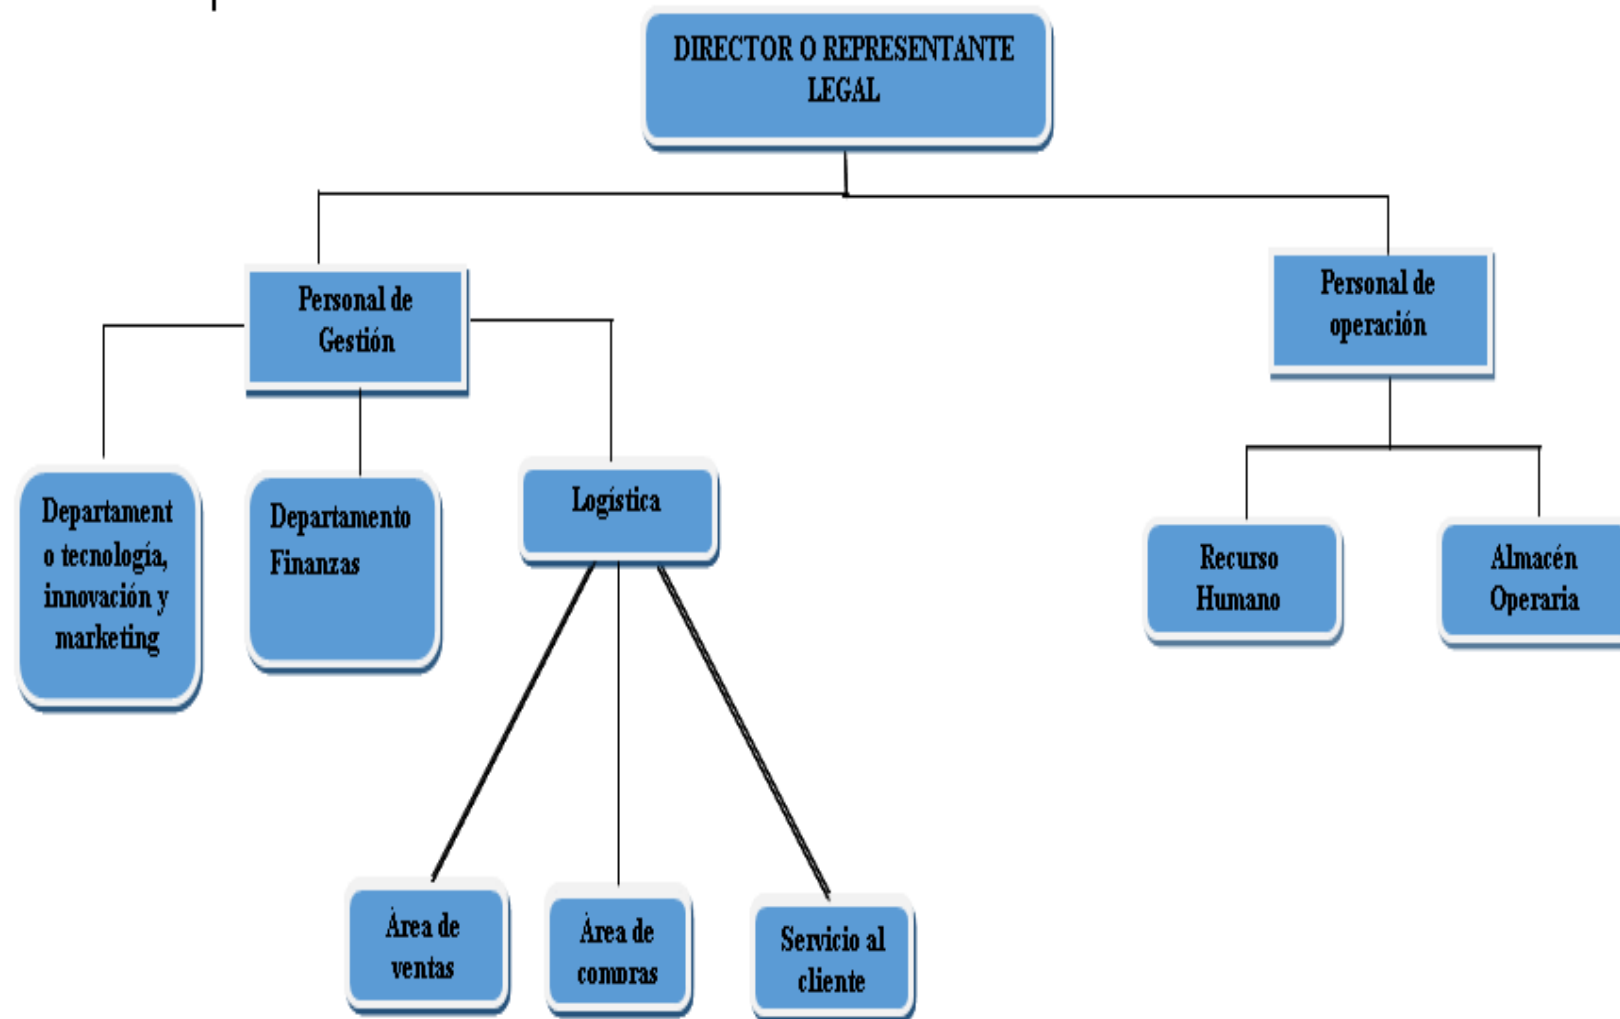 DIRECTOR O REPRESENTANTE
LEGAL
Personal de
Gestión
Personal de
operación
Departament
o tecnología,
innovación y
marketing
Departamento
Finanzas
Logística
Recurso
Humano
Almacén
Operaria
Área de
ventas
Área de
compras
Servicio al
cliente